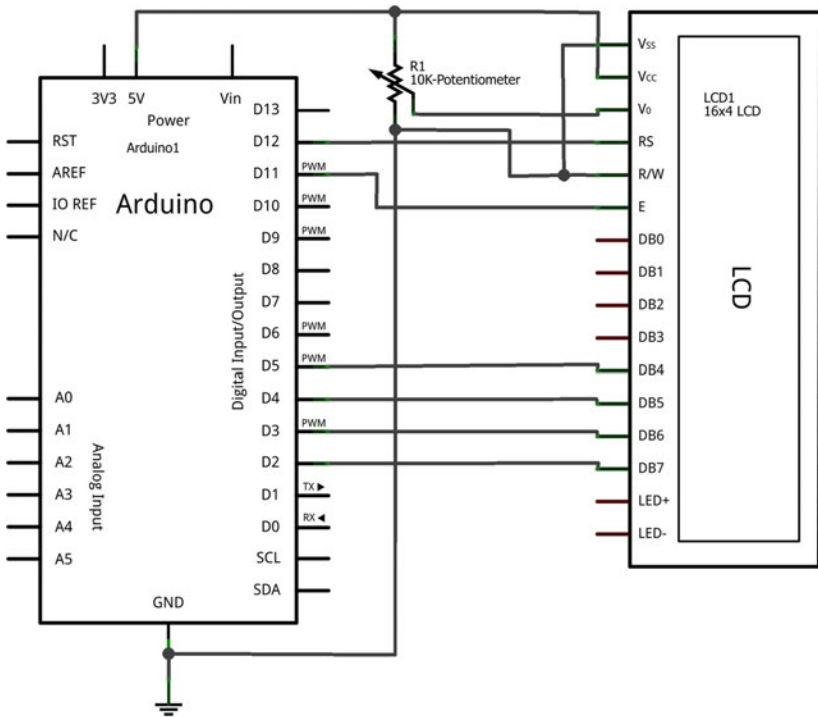 R1
10K-Potentiometer
3V3
5V
Vin
Power
Arduino1
Arduino
RST
AREF
IO REF
N/C
A0
A1
A2
A3
A4
A5
Analog Input
D13
D12
D11
PWM
D10
PWM
D9
PWM
D8
D7
D6
PWM
D5
PWM
D4
D3
PWM
D2
D1
TX ▶
D0
RX ◀
SCL
SDA
Digital Input/Output
GND
Vss
Vcc
V0
RS
R/W
E
DB0
DB1
DB2
DB3
DB4
DB5
DB6
DB7
LED+
LED-
LCD1
16x4 LCD
LCD